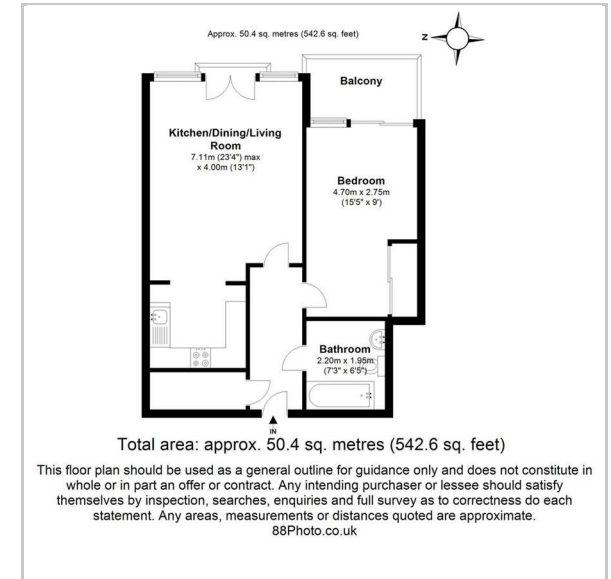 Approx. 50.4 sq. metres (542.6 sq. feet)
Z
Balcony
Kitchen/Dining/Living
Room
7.11m (23'4") max
x 4.00m (13'1")
Bedroom
4.70m x 2.75m
(15'5" x 9')
Bathroom
2.20m x 1.95m
(7'3" x 6'5")
IN
Total area: approx. 50.4 sq. metres (542.6 sq. feet)
This floor plan should be used as a general outline for guidance only and does not constitute in
whole or in part an offer or contract. Any intending purchaser or lessee should satisfy
themselves by inspection, searches, enquiries and full survey as to correctness do each
statement. Any areas, measurements or distances quoted are approximate.
88Photo.co.uk